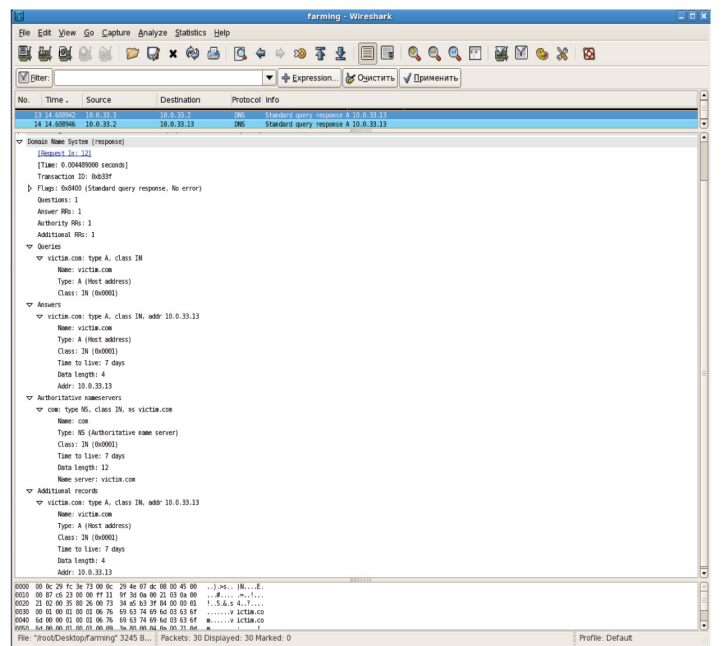 farming - Wireshark
File Edit View Go Capture Analyze Statistics Help
Filter: Expression... Очистить Применить
No. Time Source Destination Protocol Info
13 14.608942 10.0.33.3 10.0.33.2 DNS Standard query response A 10.0.33.13
14 14.608946 10.0.33.2 10.0.33.13 DNS Standard query response A 10.0.33.13
Domain Name System (response)
[Request In: 12]
[Time: 0.004489000 seconds]
Transaction ID: 0xb33f
Flags: 0x8400 (Standard query response, No error)
Questions: 1
Answer RRs: 1
Authority RRs: 1
Additional RRs: 1
Queries
victim.com: type A, class IN
Name: victim.com
Type: A (Host address)
Class: IN (0x0001)
Answers
victim.com: type A, class IN, addr 10.0.33.13
Name: victim.com
Type: A (Host address)
Class: IN (0x0001)
Time to live: 7 days
Data length: 4
Addr: 10.0.33.13
Authoritative nameservers
com: type NS, class IN, ns victim.com
Name: com
Type: NS (Authoritative name server)
Class: IN (0x0001)
Time to live: 7 days
Data length: 12
Name server: victim.com
Additional records
victim.com: type A, class IN, addr 10.0.33.13
Name: victim.com
Type: A (Host address)
Class: IN (0x0001)
Time to live: 7 days
Data length: 4
Addr: 10.0.33.13
0000 00 0c 29 fc 3e 73 00 0c 29 4e 07 dc 08 00 45 00 ..).>s.. )N....E.
0010 00 87 c6 23 00 00 ff 11 9f 3d 0a 00 21 03 0a 00 ...#.... .=..!...
0020 21 02 00 35 80 26 00 73 34 a5 b3 3f 84 00 00 01 !..5.&.s 4..?....
0030 00 01 00 01 00 01 06 76 69 63 74 69 6d 03 63 6f .......v ictim.co
0040 6d 00 00 01 00 01 06 76 69 63 74 69 6d 03 63 6f m......v ictim.co
File: "/root/Desktop/farming" 3245 B... Packets: 30 Displayed: 30 Marked: 0 Profile: Default